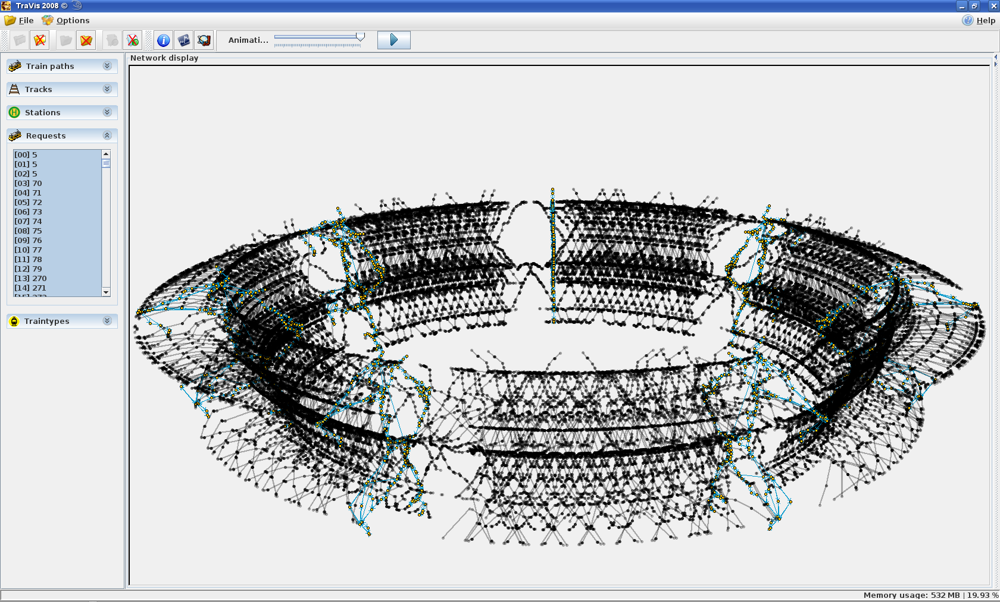 TraVis 2008 ©
File Options Help
Animati...
Train paths
Tracks
Stations
Requests
[00] 5
[01] 5
[02] 5
[03] 70
[04] 71
[05] 72
[06] 73
[07] 74
[08] 75
[09] 76
[10] 77
[11] 78
[12] 79
[13] 270
[14] 271
Traintypes
Network display
Memory usage: 532 MB | 19.93 %